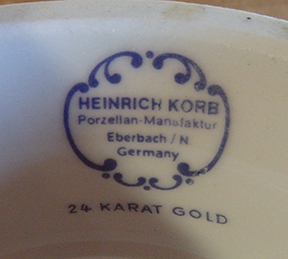 HEINRICH KORB
Porzellan-Manufaktur
Eberbach / N
Germany
24 KARAT GOLD